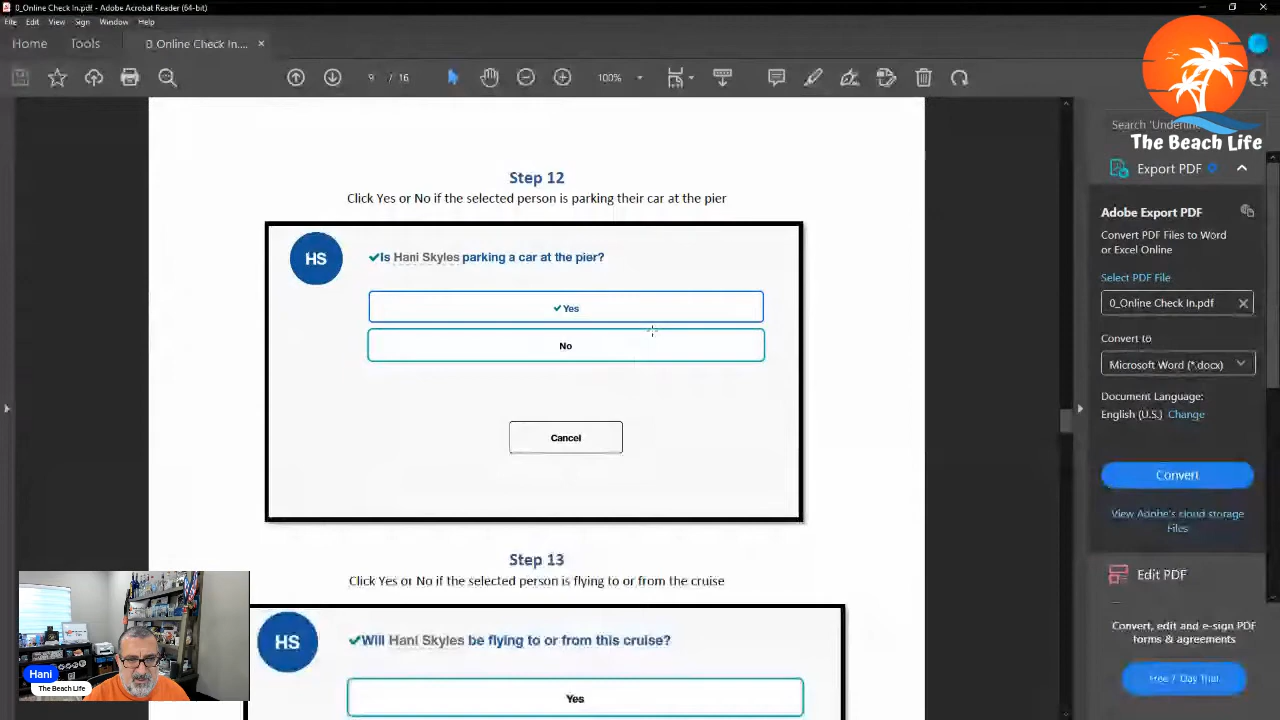 0_Online Check In.pdf - Adobe Acrobat Reader (64-bit)
File Edit View Sign Window Help
Home Tools 0_Online Check In....
9 / 16 100%
The Beach Life
Export PDF
Step 12
Click Yes or No if the selected person is parking their car at the pier
HS
Is Hani Skyles parking a car at the pier?
Yes
No
Cancel
Step 13
Click Yes or No if the selected person is flying to or from the cruise
HS
Will Hani Skyles be flying to or from this cruise?
Yes
Adobe Export PDF
Convert PDF Files to Word
or Excel Online
Select PDF File
0_Online Check In.pdf
Convert to
Microsoft Word (*.docx)
Document Language:
English (U.S.) Change
Convert
View Adobe's cloud storage
Files
Edit PDF
Convert, edit and e-sign PDF
forms & agreements
Free 7-Day Trial
Hani
The Beach Life